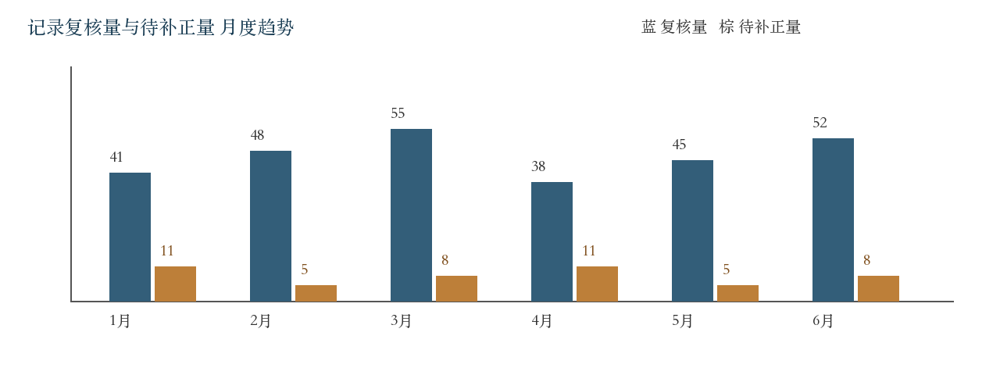 记录复核量与待补正量 月度趋势
蓝 复核量 棕 待补正量
41 11 48 5 55 8 38 11 45 5 52 8
1月 2月 3月 4月 5月 6月